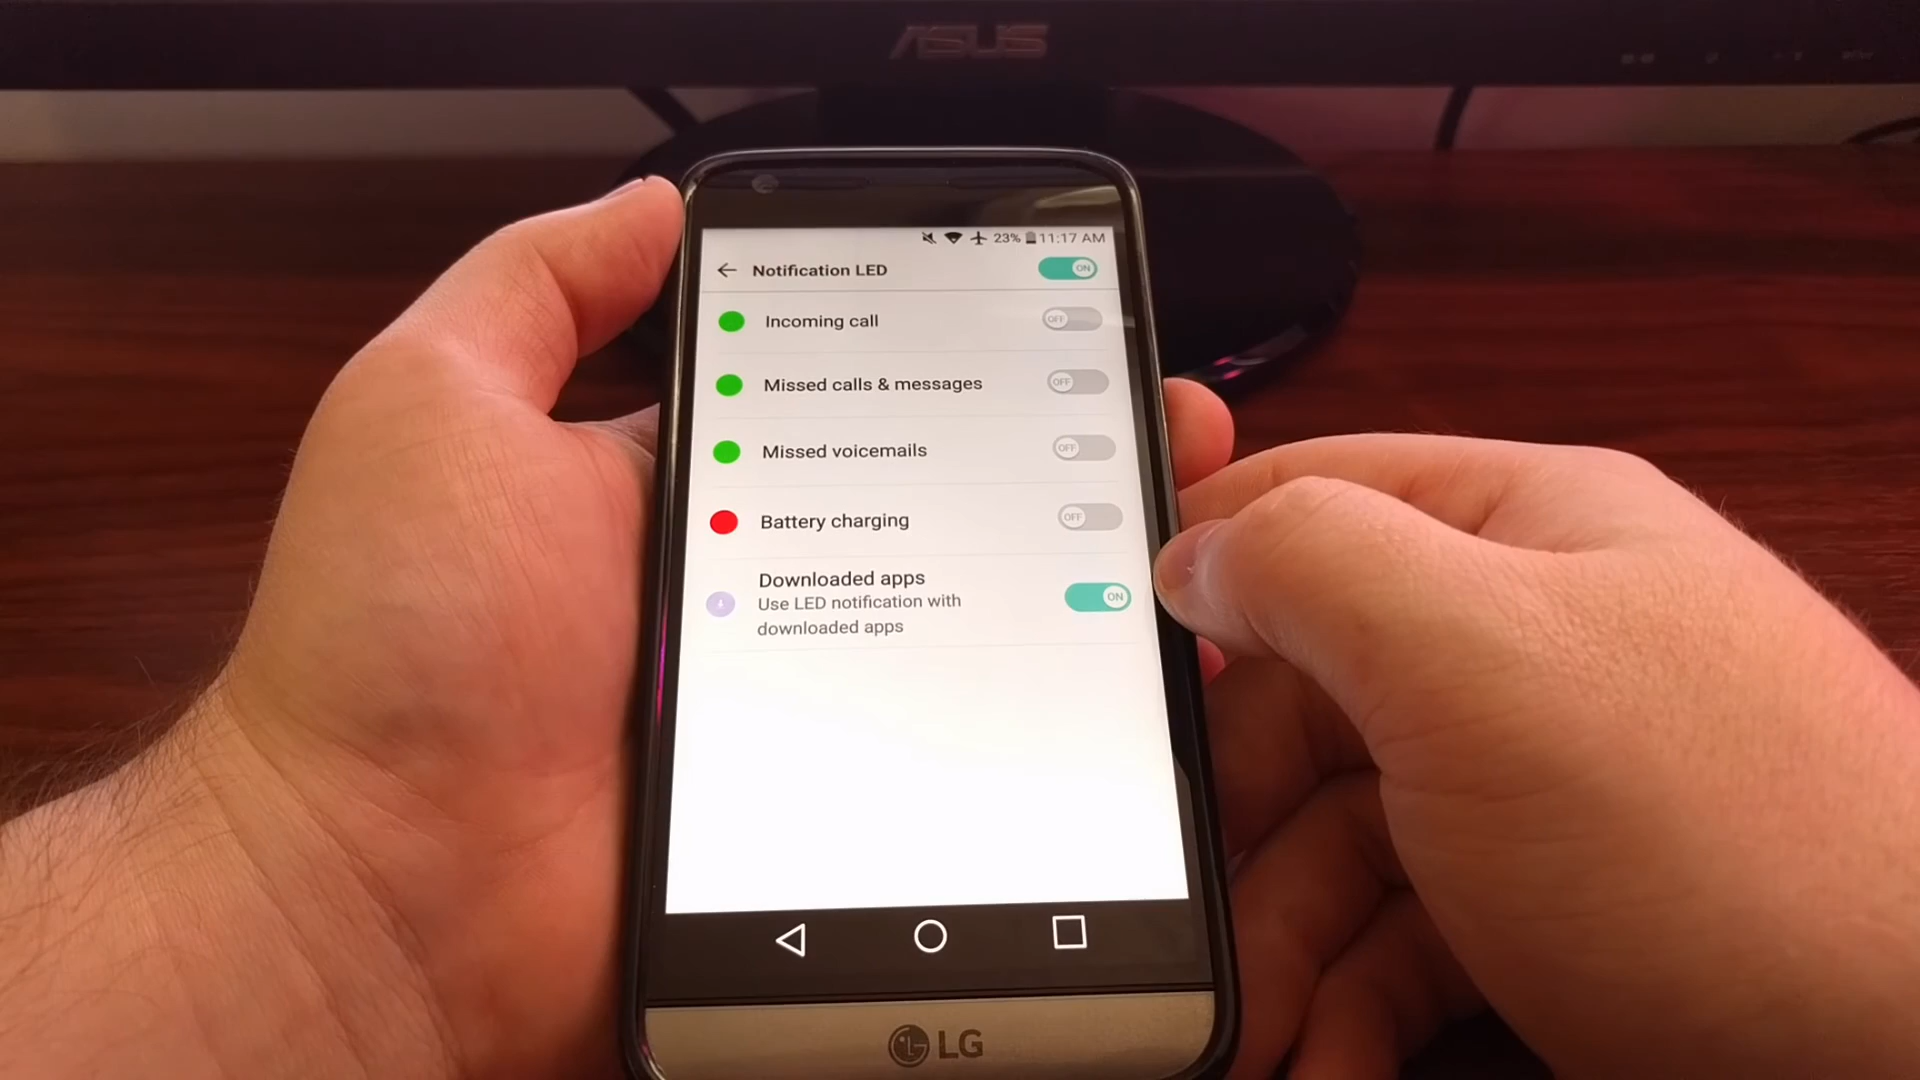 ASUS
23% 11:17 AM
Notification LED ON
Incoming call OFF
Missed calls & messages OFF
Missed voicemails OFF
Battery charging OFF
Downloaded apps
Use LED notification with ON
downloaded apps
LG